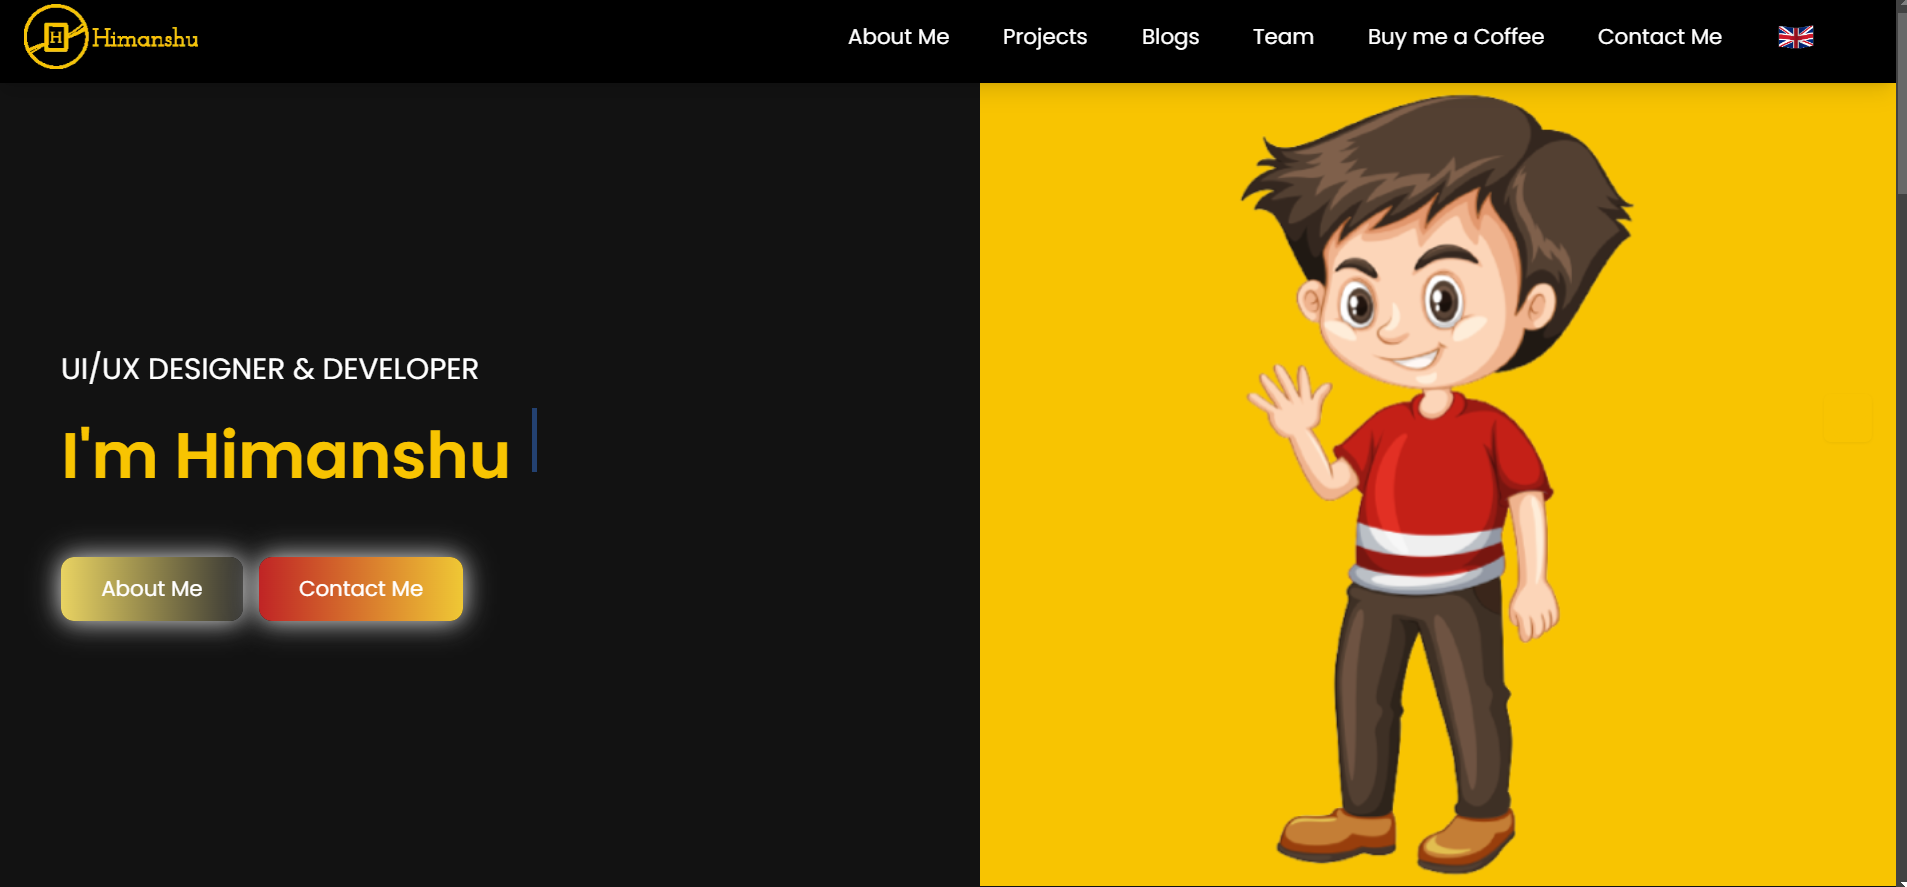 H Himanshu
About Me Projects Blogs Team Buy me a Coffee Contact Me
UI/UX DESIGNER & DEVELOPER
I'm Himanshu
About Me Contact Me